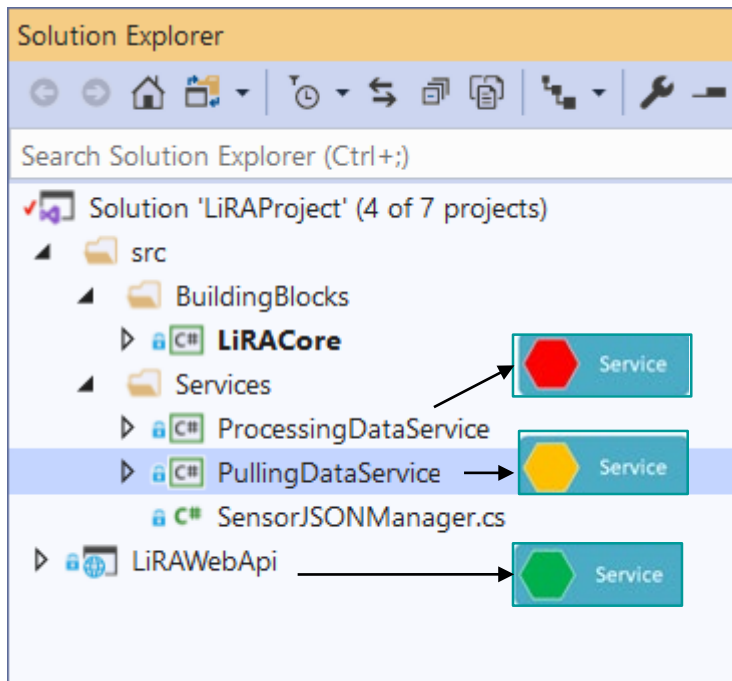 Solution Explorer
Search Solution Explorer (Ctrl+;)
Solution 'LiRAProject' (4 of 7 projects)
src
BuildingBlocks
C# LiRACore
Service
Services
C# ProcessingDataService
C# PullingDataService
Service
C# SensorJSONManager.cs
LiRAWebApi
Service